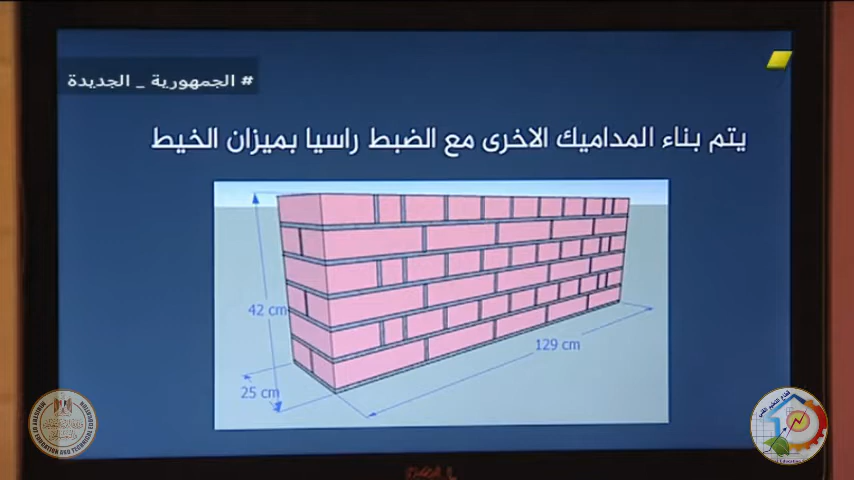 # الجمهورية _ الجديدة
يتم بناء المداميك الاخرى مع الضبط راسيا بميزان الخيط
42 cm
129 cm
25 cm